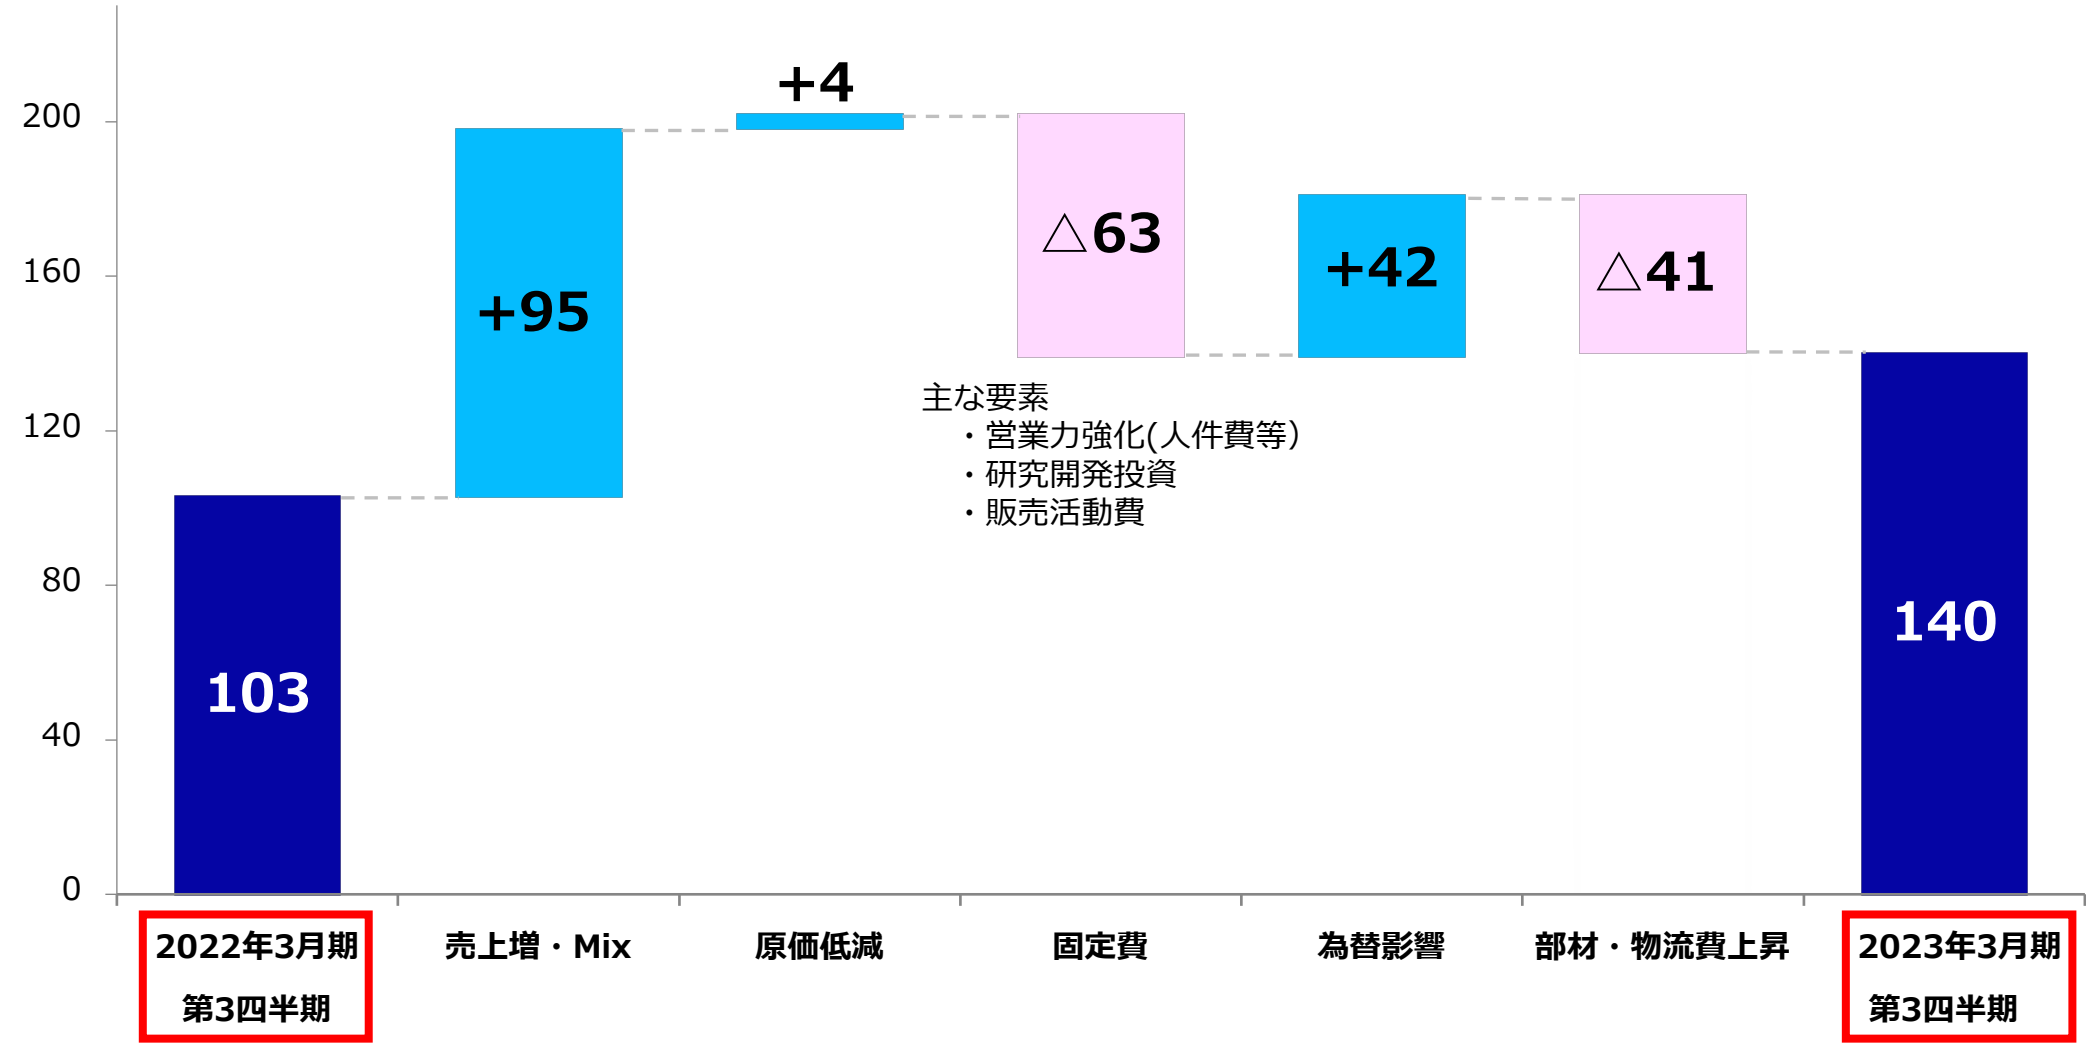 +4
200
△63
160
+42
△41
+95
主な要素
120
・営業力強化(人件費等）
・研究開発投資
・販売活動費
80
140
103
40
0
2022年3月期
第3四半期
売上増・Mix
原価低減
固定費
為替影響
部材・物流費上昇
2023年3月期
第3四半期